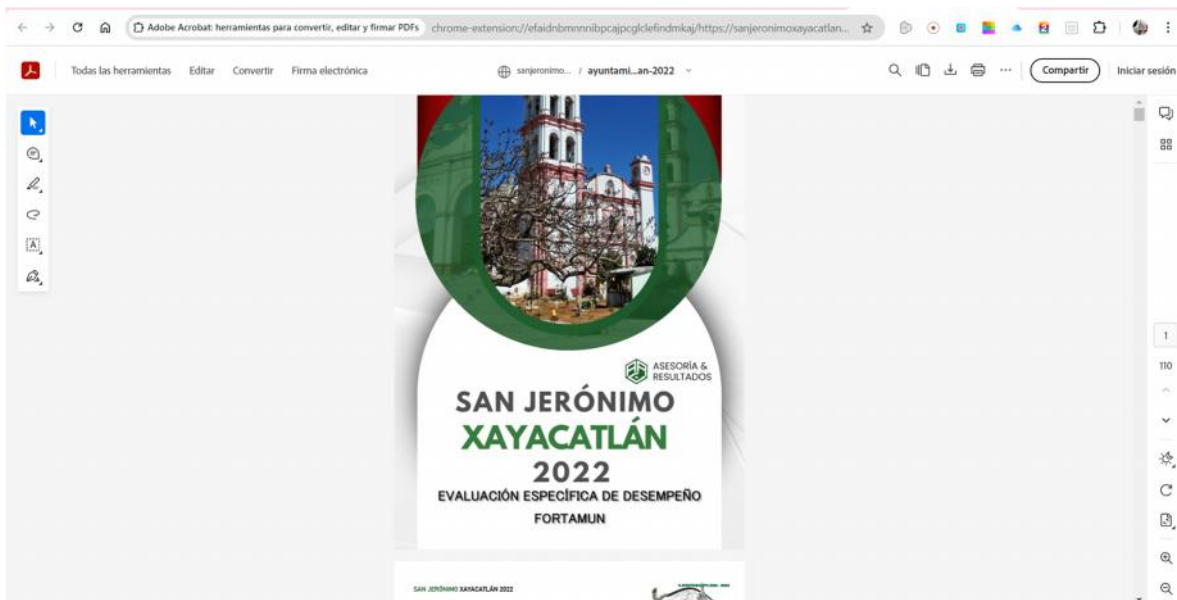 Adobe Acrobat: herramientas para convertir, editar y firmar PDFs chrome-extension://efaidnbmnnnibpcajpcglclefindmkaj/https://sanjeronimoxayacatlan...
Todas las herramientas Editar Convertir Firma electrónica sanjeronimo... / ayuntami...an-2022 Compartir Iniciar sesión
1
110
ASESORÍA &
RESULTADOS
SAN JERÓNIMO
XAYACATLÁN
2022
EVALUACIÓN ESPECÍFICA DE DESEMPEÑO
FORTAMUN
SAN JERÓNIMO XAYACATLÁN 2022